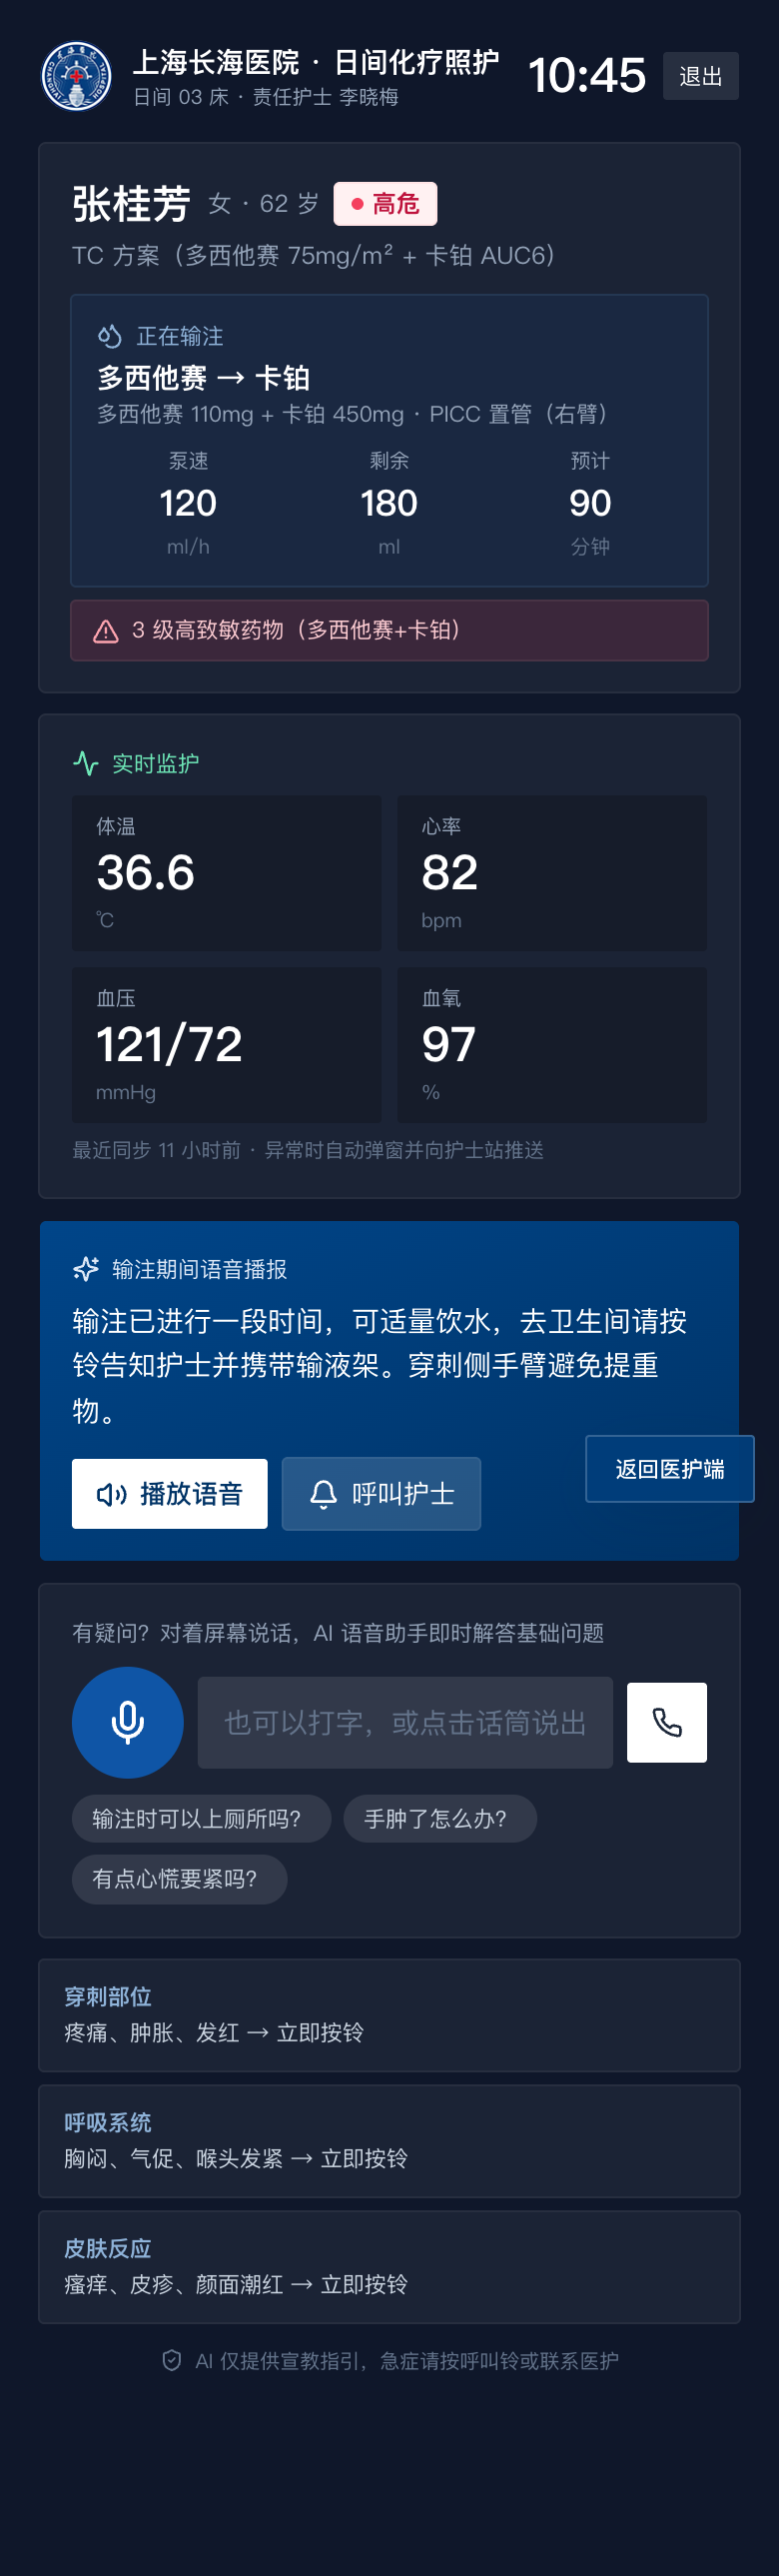 上海长海医院 · 日间化疗照护
日间 03 床 · 责任护士 李晓梅
10:45
退出
张桂芳 女 · 62 岁 高危
TC 方案（多西他赛 75mg/m² + 卡铂 AUC6）
正在输注
多西他赛 → 卡铂
多西他赛 110mg + 卡铂 450mg · PICC 置管（右臂）
泵速 剩余 预计
120 180 90
ml/h ml 分钟
3 级高致敏药物（多西他赛+卡铂）
实时监护
体温 心率
36.6 82
℃ bpm
血压 血氧
121/72 97
mmHg %
最近同步 11 小时前 · 异常时自动弹窗并向护士站推送
输注期间语音播报
输注已进行一段时间，可适量饮水，去卫生间请按
铃告知护士并携带输液架。穿刺侧手臂避免提重
物。
返回医护端
播放语音 呼叫护士
有疑问？对着屏幕说话，AI 语音助手即时解答基础问题
也可以打字，或点击话筒说出
输注时可以上厕所吗？ 手肿了怎么办？
有点心慌要紧吗？
穿刺部位
疼痛、肿胀、发红 → 立即按铃
呼吸系统
胸闷、气促、喉头发紧 → 立即按铃
皮肤反应
瘙痒、皮疹、颜面潮红 → 立即按铃
AI 仅提供宣教指引，急症请按呼叫铃或联系医护